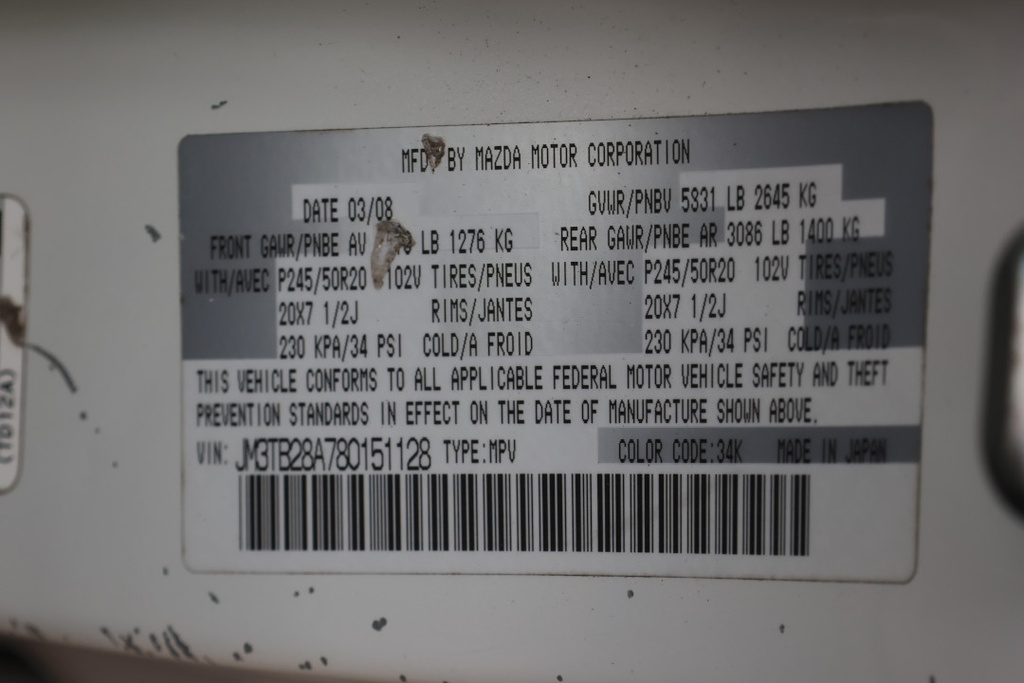 MFD BY MAZDA MOTOR CORPORATION
DATE 03/08 GVWR/PNBV 5831 LB 2645 KG
FRONT GAWR/PNBE AV LB 1276 KG REAR GAWR/PNBE AR 3086 LB 1400 KG
WITH/AVEC P245/50R20 102V TIRES/PNEUS WITH/AVEC P245/50R20 102V TIRES/PNEUS
20X7 1/2J RIMS/JANTES 20X7 1/2J RIMS/JANTES
230 KPA/34 PSI COLD/A FROID 230 KPA/34 PSI COLD/A FROID
THIS VEHICLE CONFORMS TO ALL APPLICABLE FEDERAL MOTOR VEHICLE SAFETY AND THEFT
PREVENTION STANDARDS IN EFFECT ON THE DATE OF MANUFACTURE SHOWN ABOVE.
VIN: JM3TB28A780151128 TYPE:MPV COLOR CODE:34K MADE IN JAPAN
(TD12A)